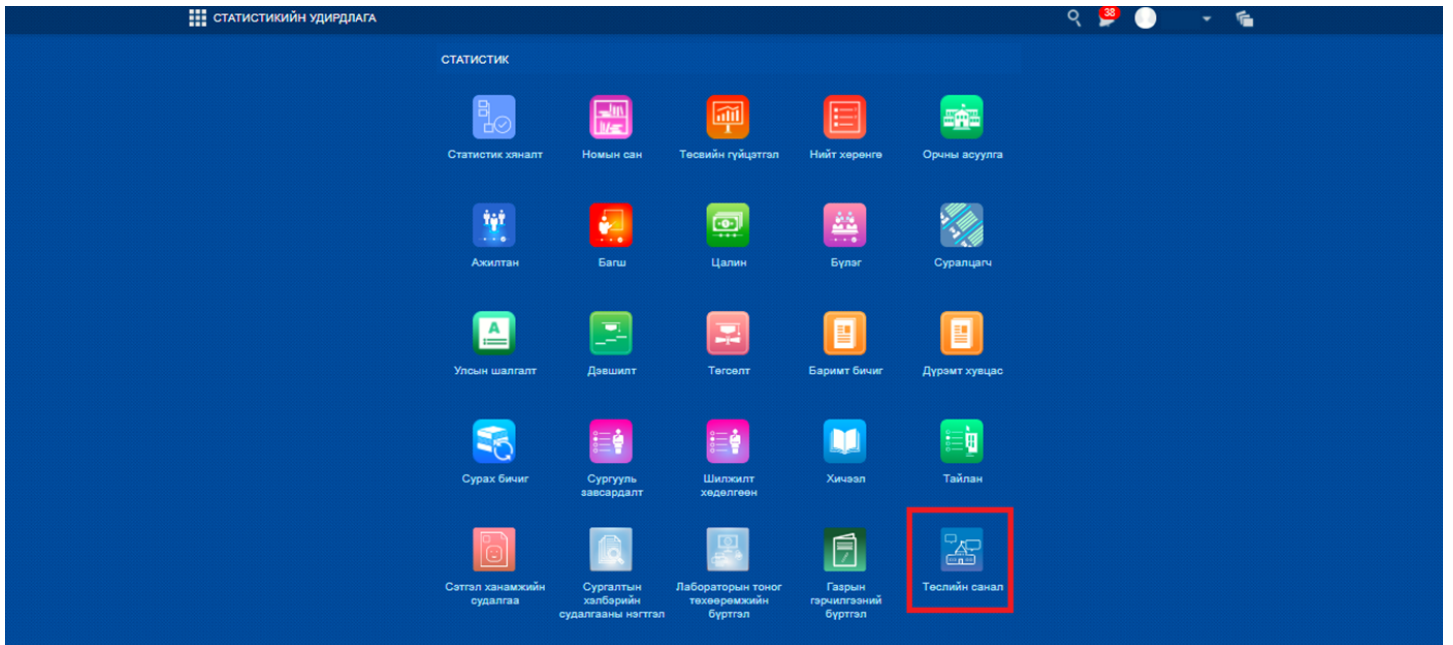 СТАТИСТИКИЙН УДИРДЛАГА
38
СТАТИСТИК
Статистик хяналт
Номын сан
Төсвийн гүйцэтгэл
Нийт хөрөнгө
Орчны асуулга
Ажилтан
Багш
Цалин
Бүлэг
Суралцагч
A
Улсын шалгалт
Дэвшилт
Төгсөлт
Баримт бичиг
Дүрэмт хувцас
Сурах бичиг
Сургууль
завсардалт
Шилжилт
хөдөлгөөн
Хичээл
Тайлан
Сэтгэл ханамжийн
судалгаа
Сургалтын
хэлбэрийн
судалгааны нэгтгэл
Лабораторын тоног
төхөөрөмжийн
бүртгэл
Газрын
гэрчилгээний
бүртгэл
Төслийн санал